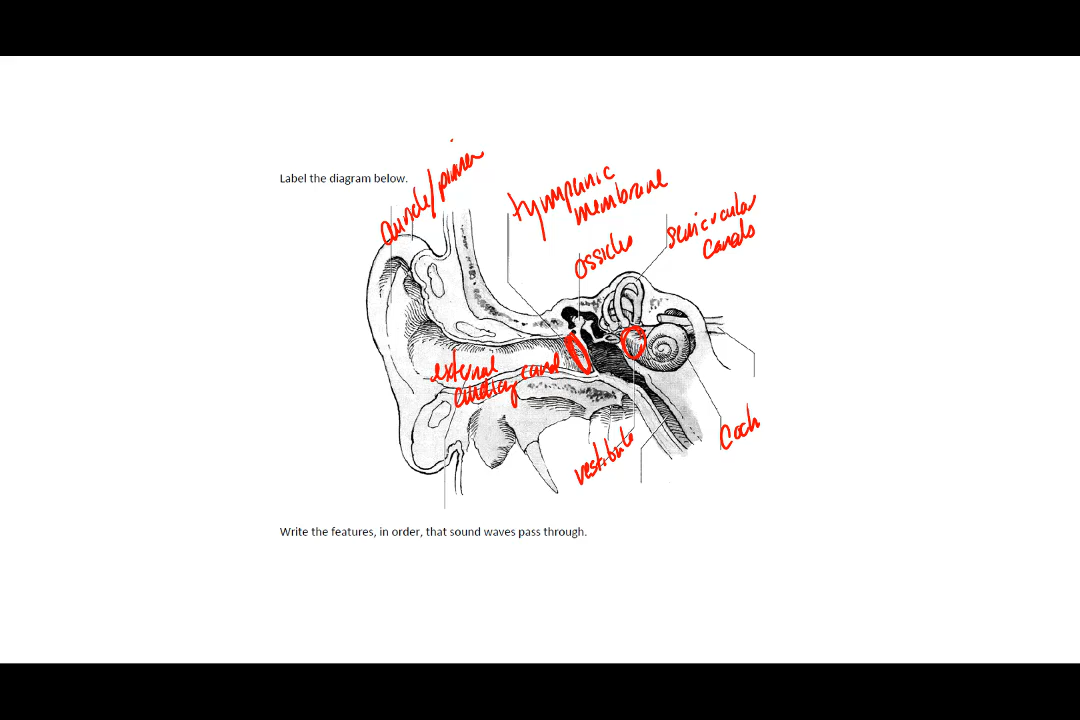 Label the diagram below.
auricle/pinna
tympanic
membrane
ossicles
semicircular
canals
external
auditory canal
vestibule
Coch
Write the features, in order, that sound waves pass through.